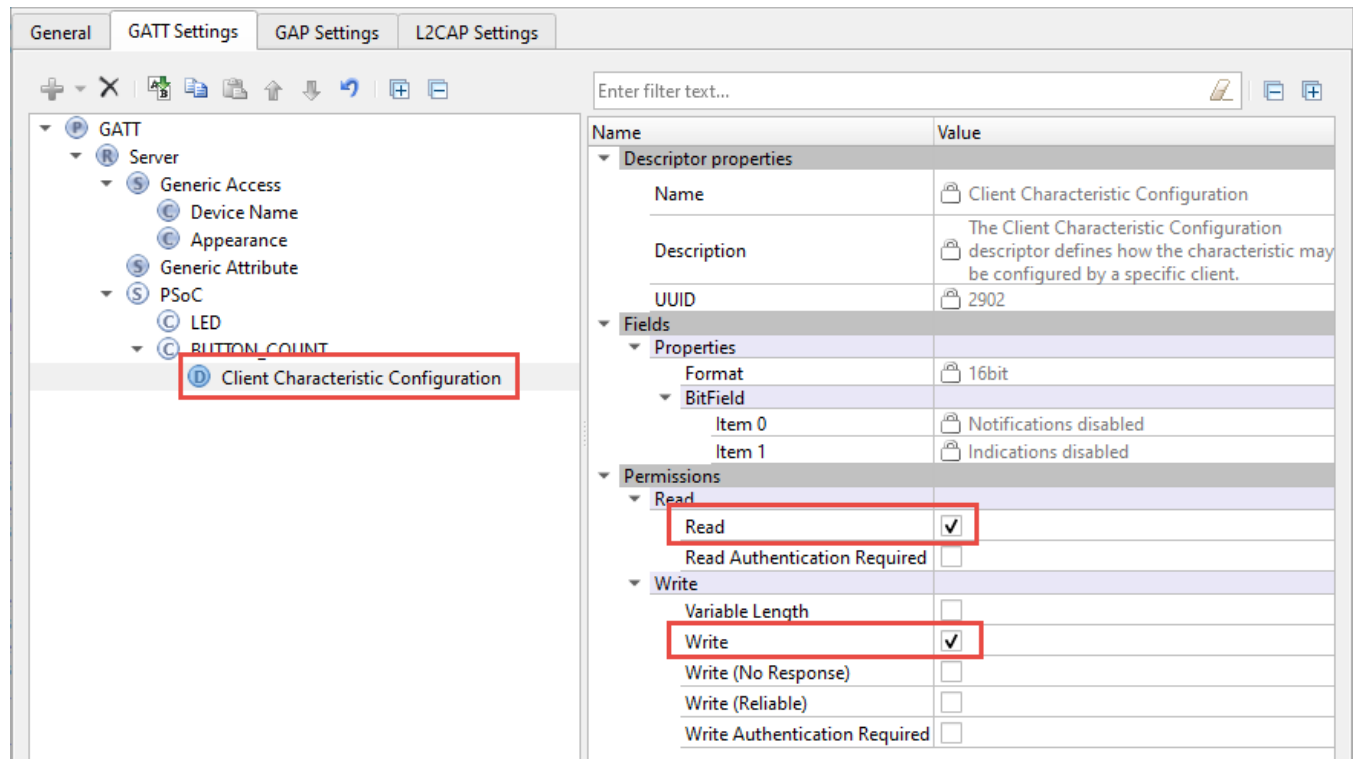 General GATT Settings GAP Settings L2CAP Settings
Enter filter text...
P GATT
R Server
S Generic Access
C Device Name
C Appearance
S Generic Attribute
S PSoC
C LED
C BUTTON_COUNT
D Client Characteristic Configuration
Name Value
Descriptor properties
Name Client Characteristic Configuration
Description The Client Characteristic Configuration
descriptor defines how the characteristic may
be configured by a specific client.
UUID 2902
Fields
Properties
Format 16bit
BitField
Item 0 Notifications disabled
Item 1 Indications disabled
Permissions
Read
Read
Read Authentication Required
Write
Variable Length
Write
Write (No Response)
Write (Reliable)
Write Authentication Required